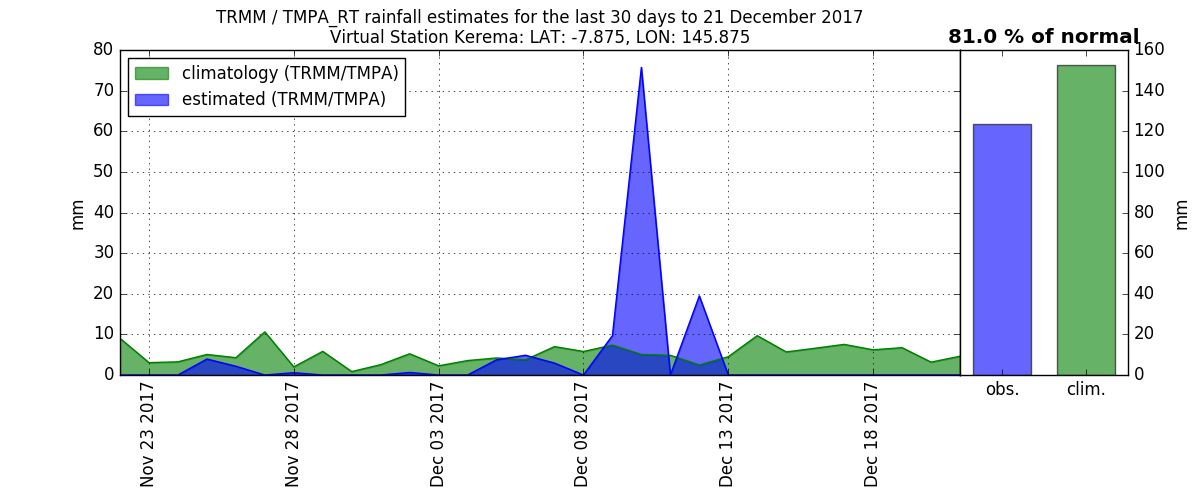 TRMM / TMPA_RT rainfall estimates for the last 30 days to 21 December 2017
Virtual Station Kerema: LAT: -7.875, LON: 145.875
81.0 % of normal
climatology (TRMM/TMPA)
estimated (TRMM/TMPA)
80
70
60
50
40
30
20
10
0
mm
Nov 23 2017
Nov 28 2017
Dec 03 2017
Dec 08 2017
Dec 13 2017
Dec 18 2017
obs.
clim.
160
140
120
100
80
60
40
20
0
mm